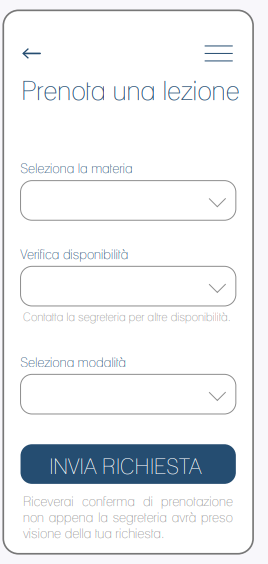 Prenota una lezione
Seleziona la materia
Verifica disponibilità
Contatta la segreteria per altre disponibilità.
Seleziona modalità
INVIA RICHIESTA
Riceverai conferma di prenotazione
non appena la segreteria avrà preso
visione della tua richiesta.